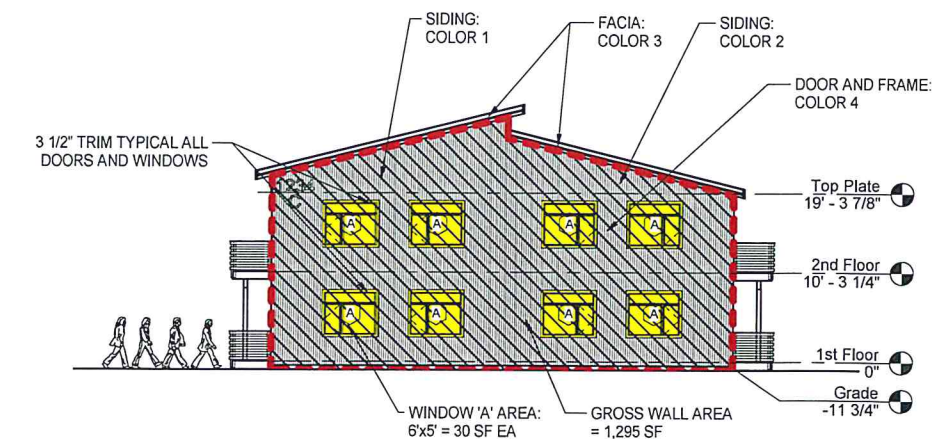 SIDING:
COLOR 1
FACIA:
COLOR 3
SIDING:
COLOR 2
DOOR AND FRAME:
COLOR 4
3 1/2" TRIM TYPICAL ALL
DOORS AND WINDOWS
Top Plate
19' - 3 7/8"
A A A A
2nd Floor
10' - 3 1/4"
A A A A
1st Floor
0"
Grade
-11 3/4"
WINDOW 'A' AREA:
6'x5' = 30 SF EA
GROSS WALL AREA
= 1,295 SF